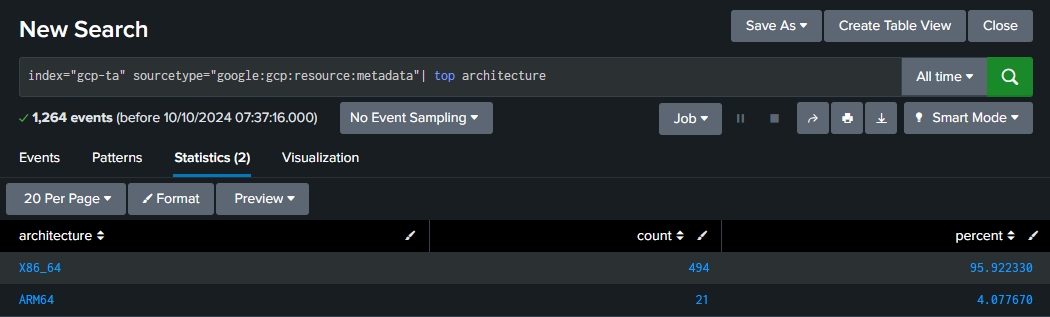 New Search
Save As
Create Table View
Close
index="gcp-ta" sourcetype="google:gcp:resource:metadata"| top architecture
All time
1,264 events (before 10/10/2024 07:37:16.000)
No Event Sampling
Job
Smart Mode
Events
Patterns
Statistics (2)
Visualization
20 Per Page
Format
Preview
architecture count percent
X86_64 494 95.922330
ARM64 21 4.077670